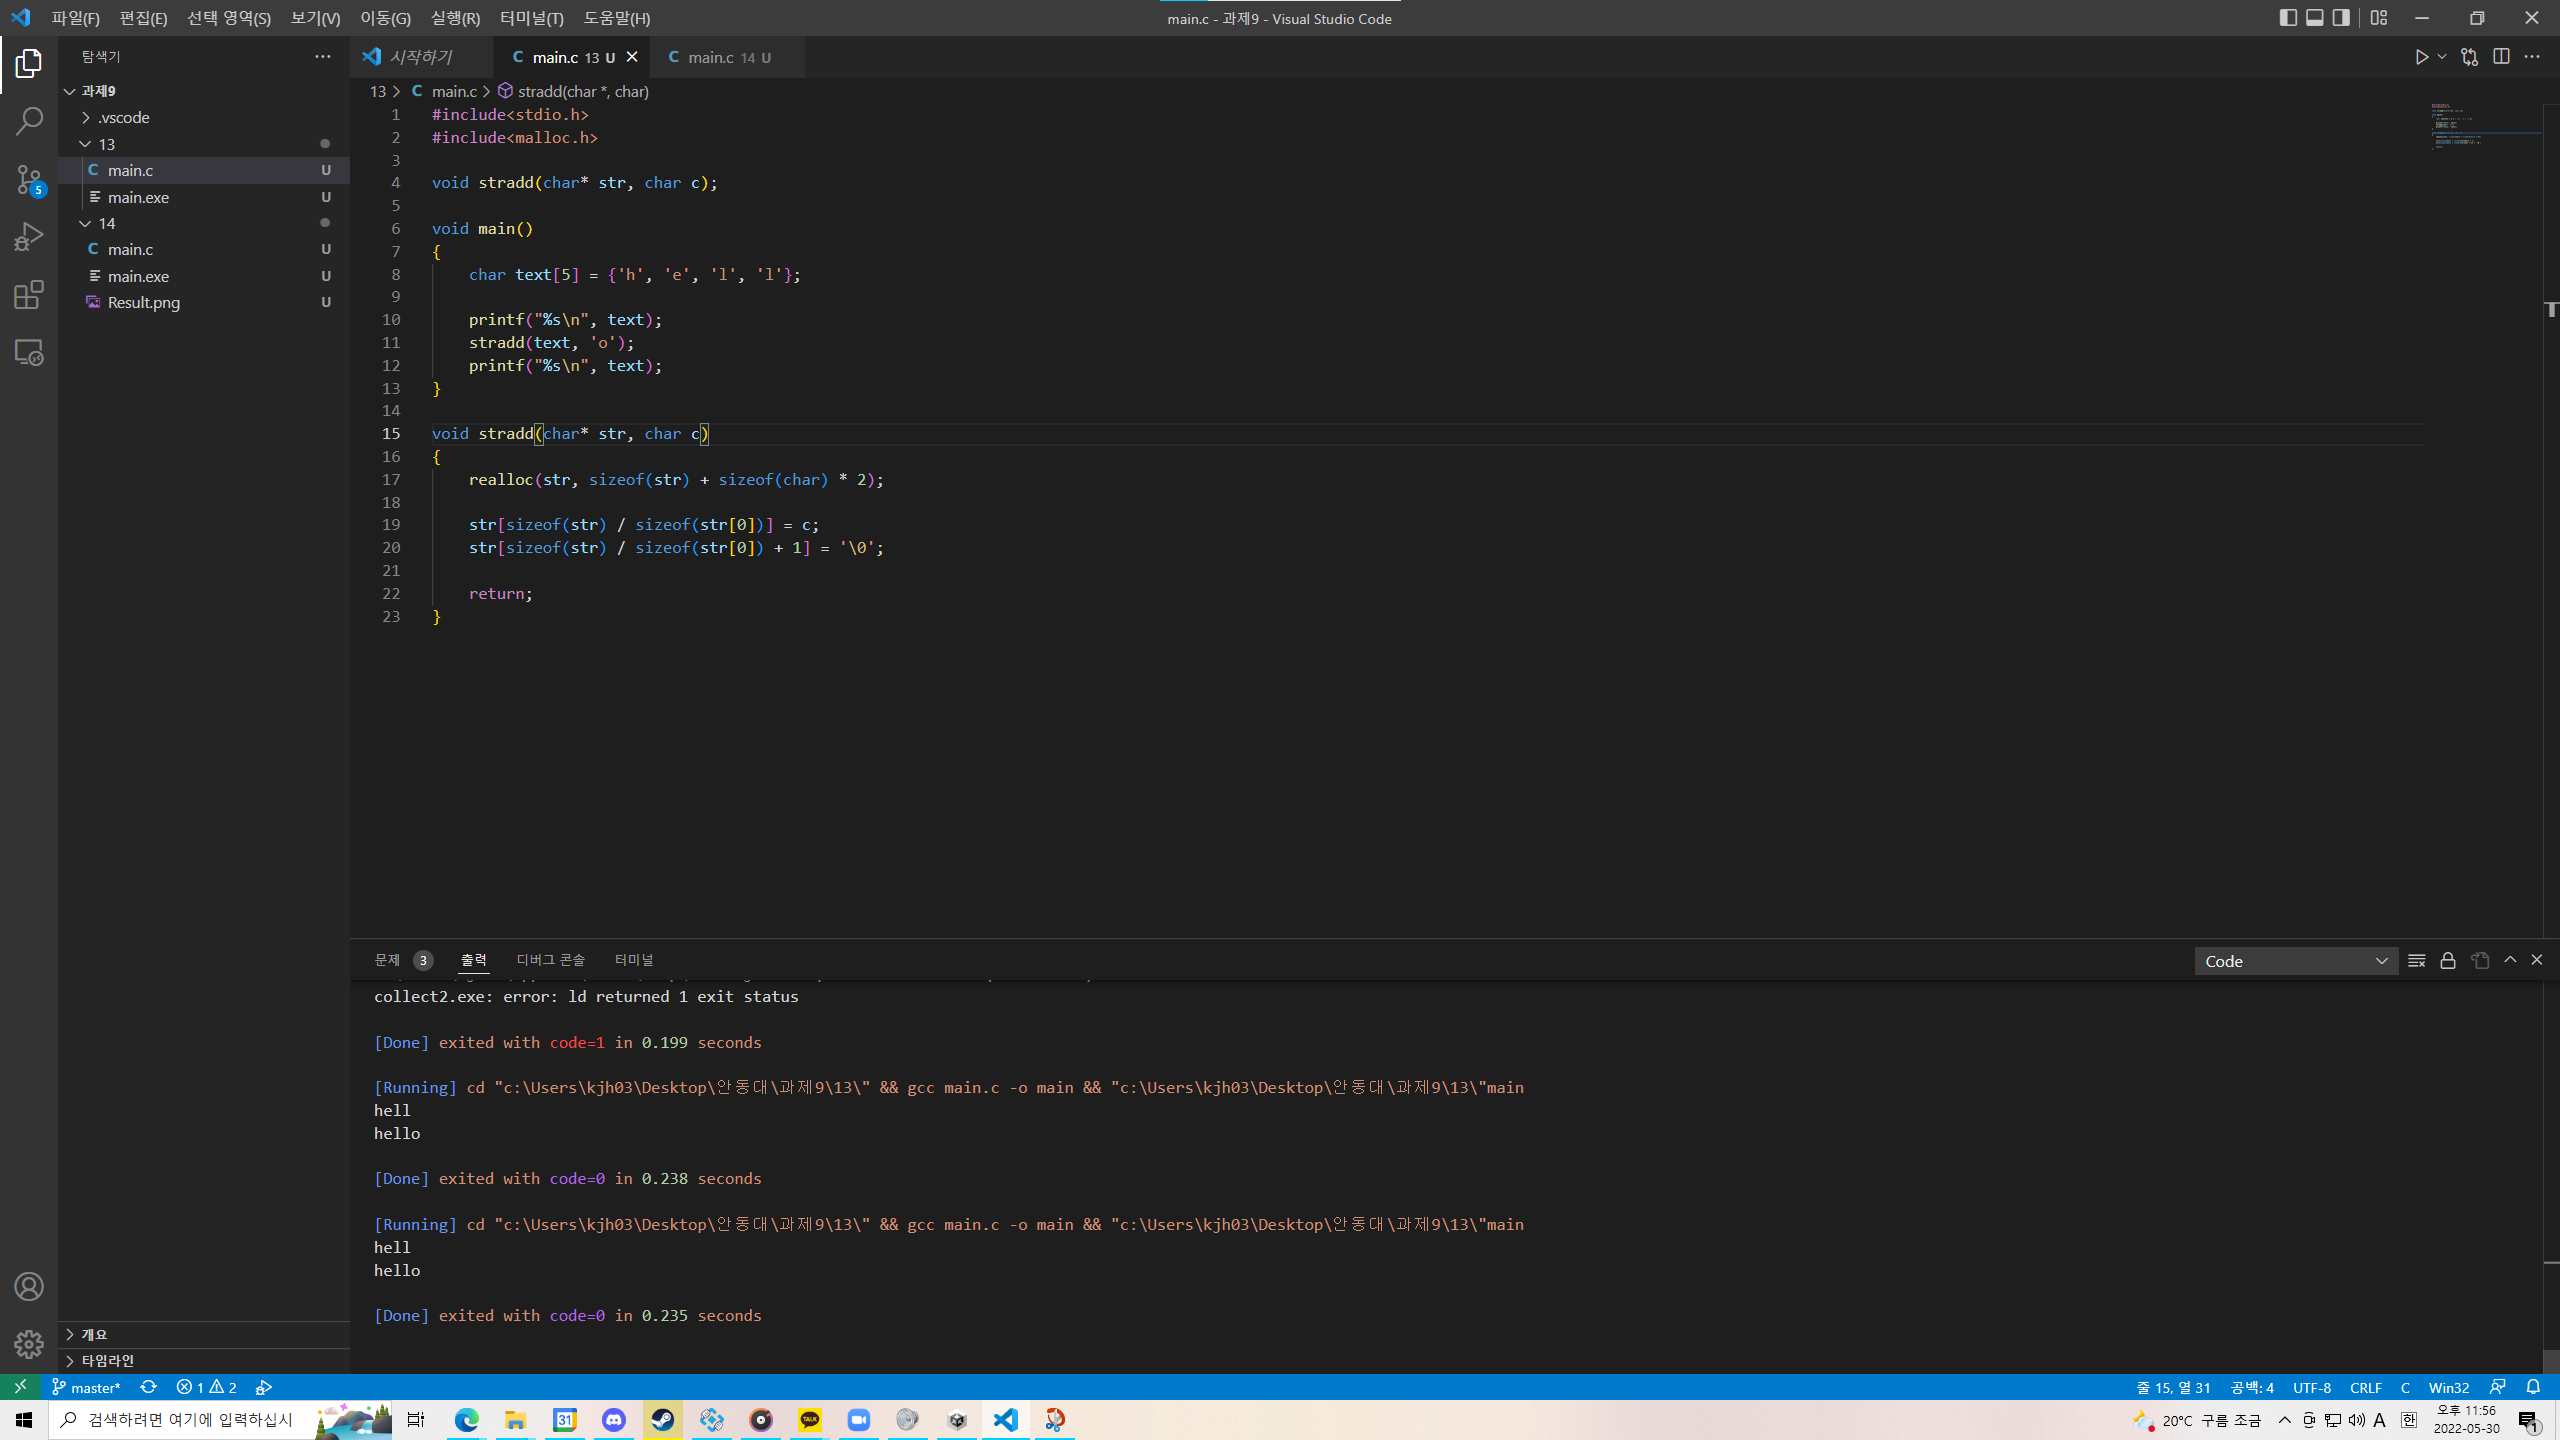 파일(F) 편집(E) 선택 영역(S) 보기(V) 이동(G) 실행(R) 터미널(T) 도움말(H)
main.c - 과제9 - Visual Studio Code
탐색기
과제9
.vscode
13
main.c U
main.exe U
14
main.c U
main.exe U
Result.png U
개요
타임라인
5
시작하기
main.c 13 U
main.c 14 U
13 > C main.c > stradd(char *, char)
1 #include<stdio.h>
2 #include<malloc.h>
3
4 void stradd(char* str, char c);
5
6 void main()
7 {
8 char text[5] = {'h', 'e', 'l', 'l'};
9
10 printf("%s\n", text);
11 stradd(text, 'o');
12 printf("%s\n", text);
13 }
14
15 void stradd(char* str, char c)
16 {
17 realloc(str, sizeof(str) + sizeof(char) * 2);
18
19 str[sizeof(str) / sizeof(str[0])] = c;
20 str[sizeof(str) / sizeof(str[0]) + 1] = '\0';
21
22 return;
23 }
문제 3 출력 디버그 콘솔 터미널
Code
collect2.exe: error: ld returned 1 exit status
[Done] exited with code=1 in 0.199 seconds
[Running] cd "c:\Users\kjh03\Desktop\안동대\과제9\13\" && gcc main.c -o main && "c:\Users\kjh03\Desktop\안동대\과제9\13\"main
hell
hello
[Done] exited with code=0 in 0.238 seconds
[Running] cd "c:\Users\kjh03\Desktop\안동대\과제9\13\" && gcc main.c -o main && "c:\Users\kjh03\Desktop\안동대\과제9\13\"main
hell
hello
[Done] exited with code=0 in 0.235 seconds
master* 1 2
줄 15, 열 31 공백: 4 UTF-8 CRLF C Win32
검색하려면 여기에 입력하십시
31
TALK
20°C 구름 조금
A 한
오후 11:56
2022-05-30
1